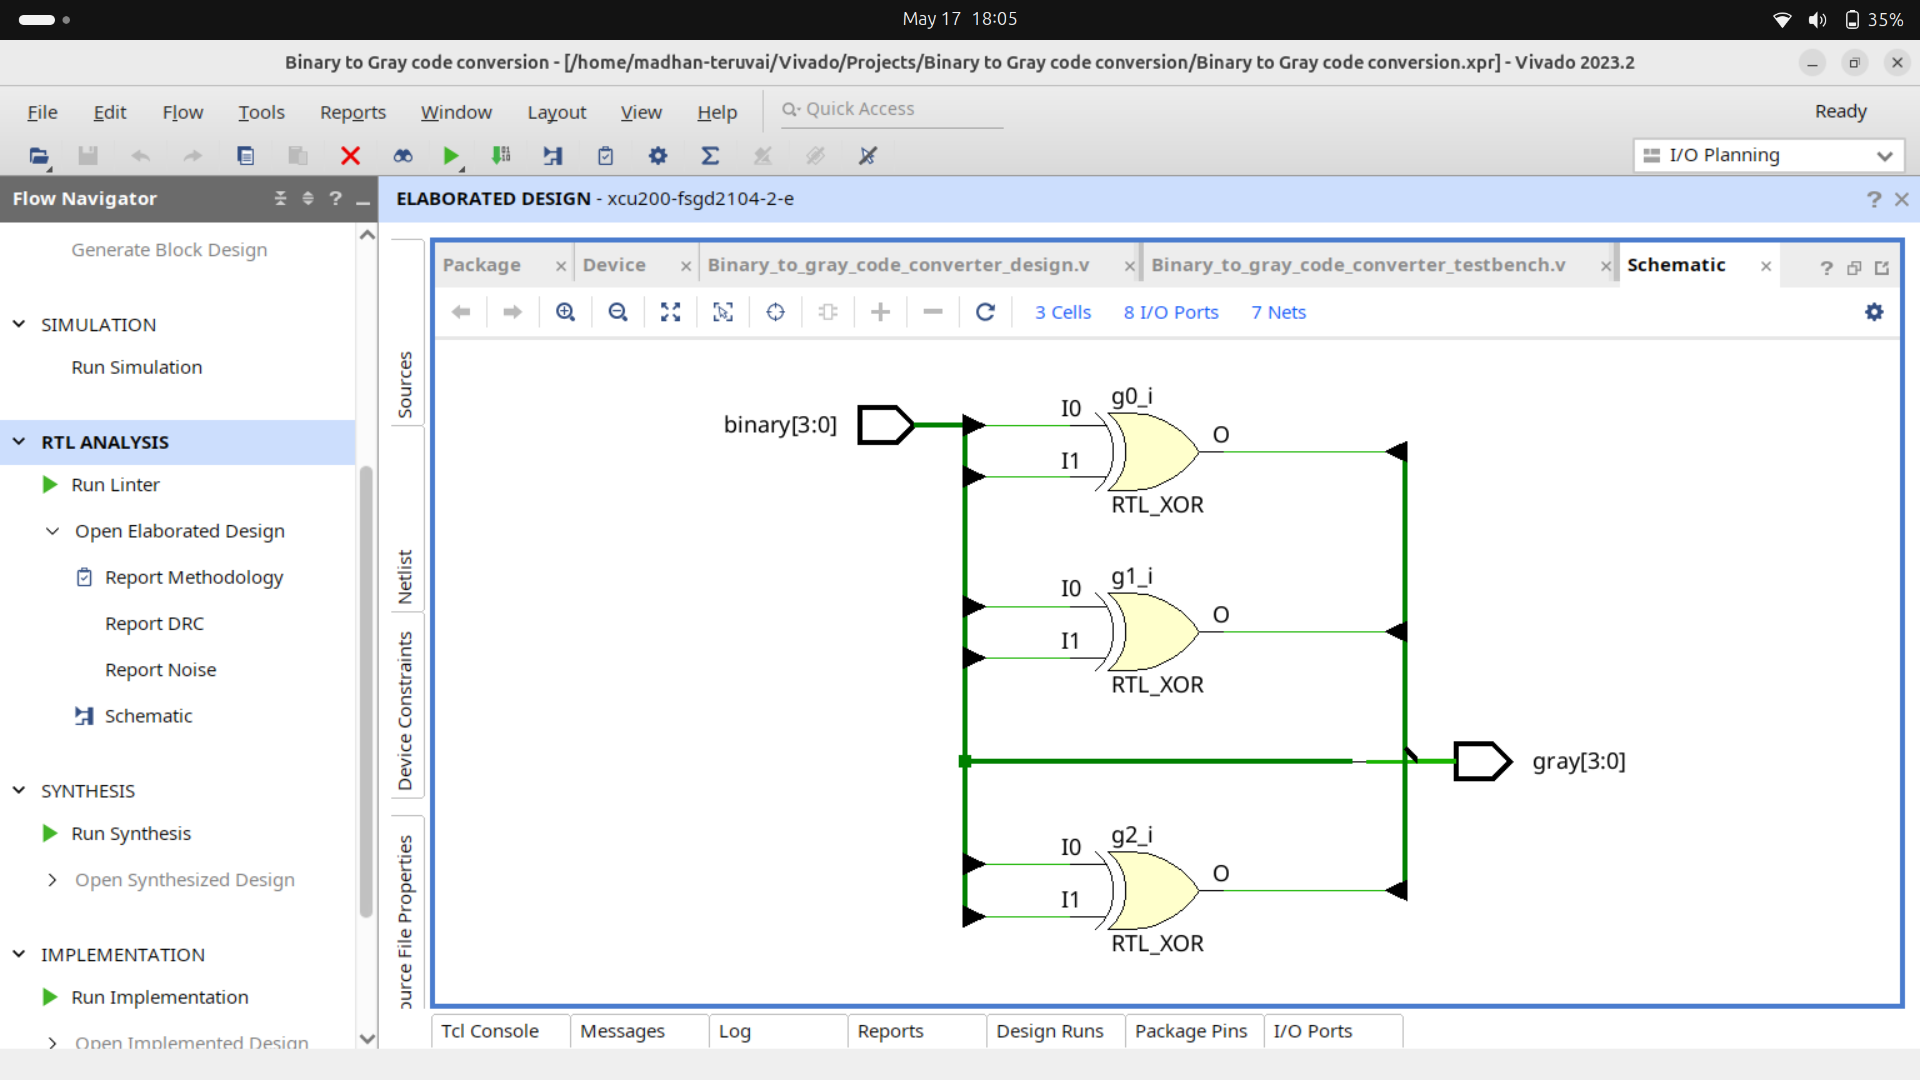 May 17 18:05
35%
Binary to Gray code conversion - [/home/madhan-teruvai/Vivado/Projects/Binary to Gray code conversion/Binary to Gray code conversion.xpr] - Vivado 2023.2
File Edit Flow Tools Reports Window Layout View Help Quick Access Ready
I/O Planning
Flow Navigator
ELABORATED DESIGN - xcu200-fsgd2104-2-e
Generate Block Design
SIMULATION
Run Simulation
RTL ANALYSIS
Run Linter
Open Elaborated Design
Report Methodology
Report DRC
Report Noise
Schematic
SYNTHESIS
Run Synthesis
Open Synthesized Design
IMPLEMENTATION
Run Implementation
Open Implemented Design
Sources
Netlist
Device Constraints
ource File Properties
Package Device Binary_to_gray_code_converter_design.v Binary_to_gray_code_converter_testbench.v Schematic
3 Cells 8 I/O Ports 7 Nets
binary[3:0]
g0_i
I0
I1
O
RTL_XOR
g1_i
I0
I1
O
RTL_XOR
gray[3:0]
g2_i
I0
I1
O
RTL_XOR
Tcl Console Messages Log Reports Design Runs Package Pins I/O Ports